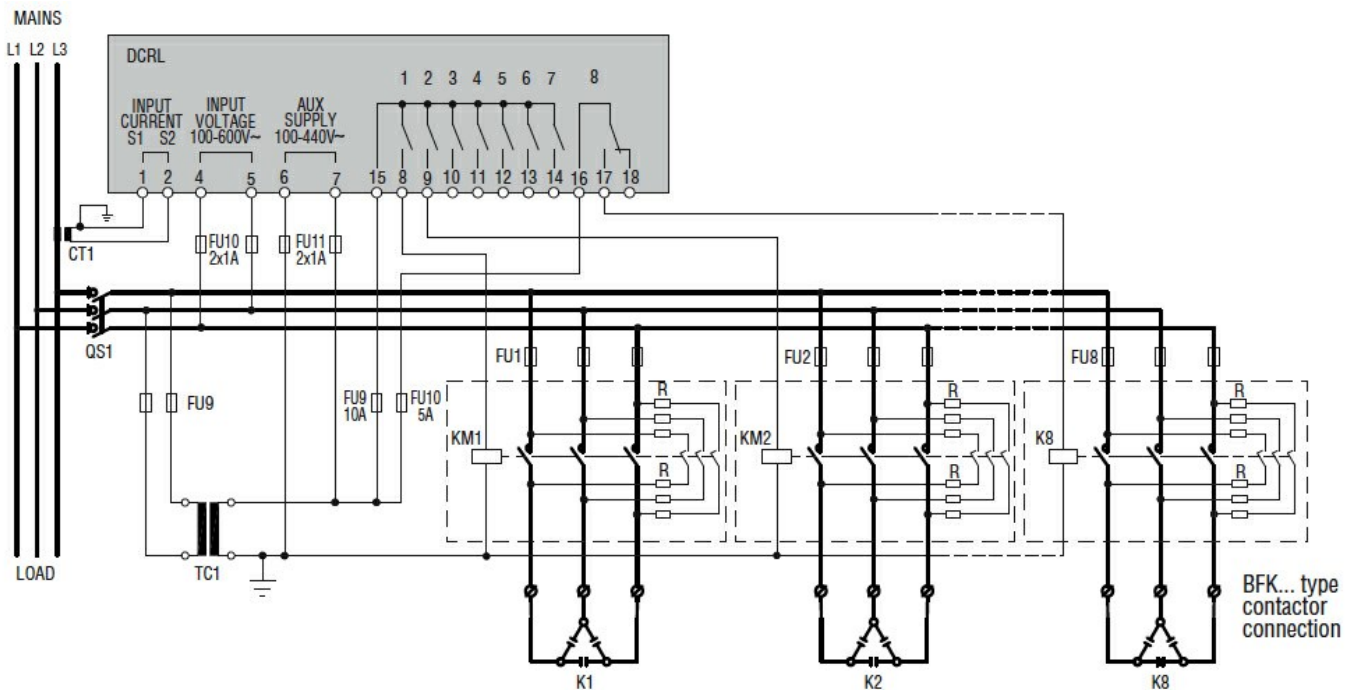 MAINS
L1 L2 L3
DCRL
1 2 3 4 5 6 7 8
INPUT CURRENT
S1 S2
INPUT VOLTAGE
100-600V~
AUX SUPPLY
100-440V~
1 2 4 5 6 7 15 8 9 10 11 12 13 14 16 17 18
CT1
FU10
2x1A
FU11
2x1A
QS1
FU1
FU2
FU8
FU9
FU9
10A
FU10
5A
R
R
R
KM1
KM2
K8
R
R
R
LOAD
TC1
BFK... type
contactor
connection
K1
K2
K8